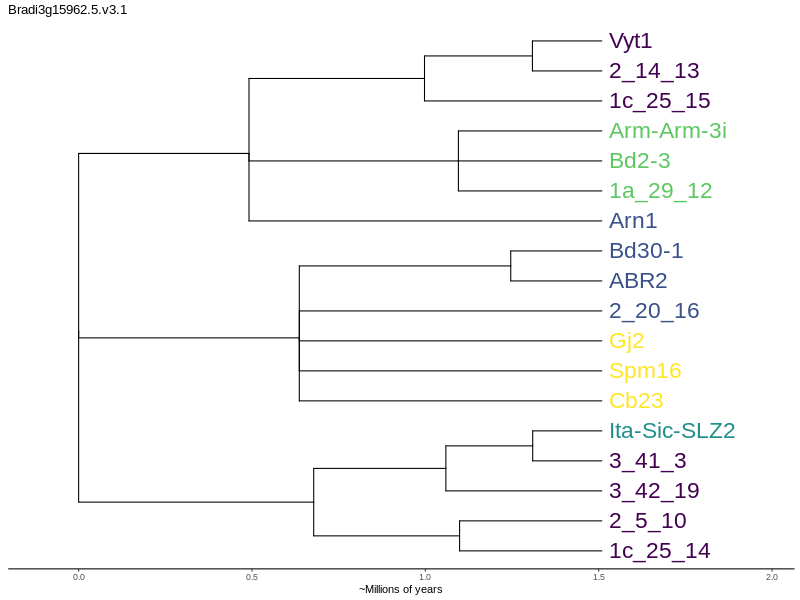 Bradi3g15962.5.v3.1
Vyt1
2_14_13
1c_25_15
Arm-Arm-3i
Bd2-3
1a_29_12
Arn1
Bd30-1
ABR2
2_20_16
Gj2
Spm16
Cb23
Ita-Sic-SLZ2
3_41_3
3_42_19
2_5_10
1c_25_14
0.0 0.5 1.0 1.5 2.0
~Millions of years